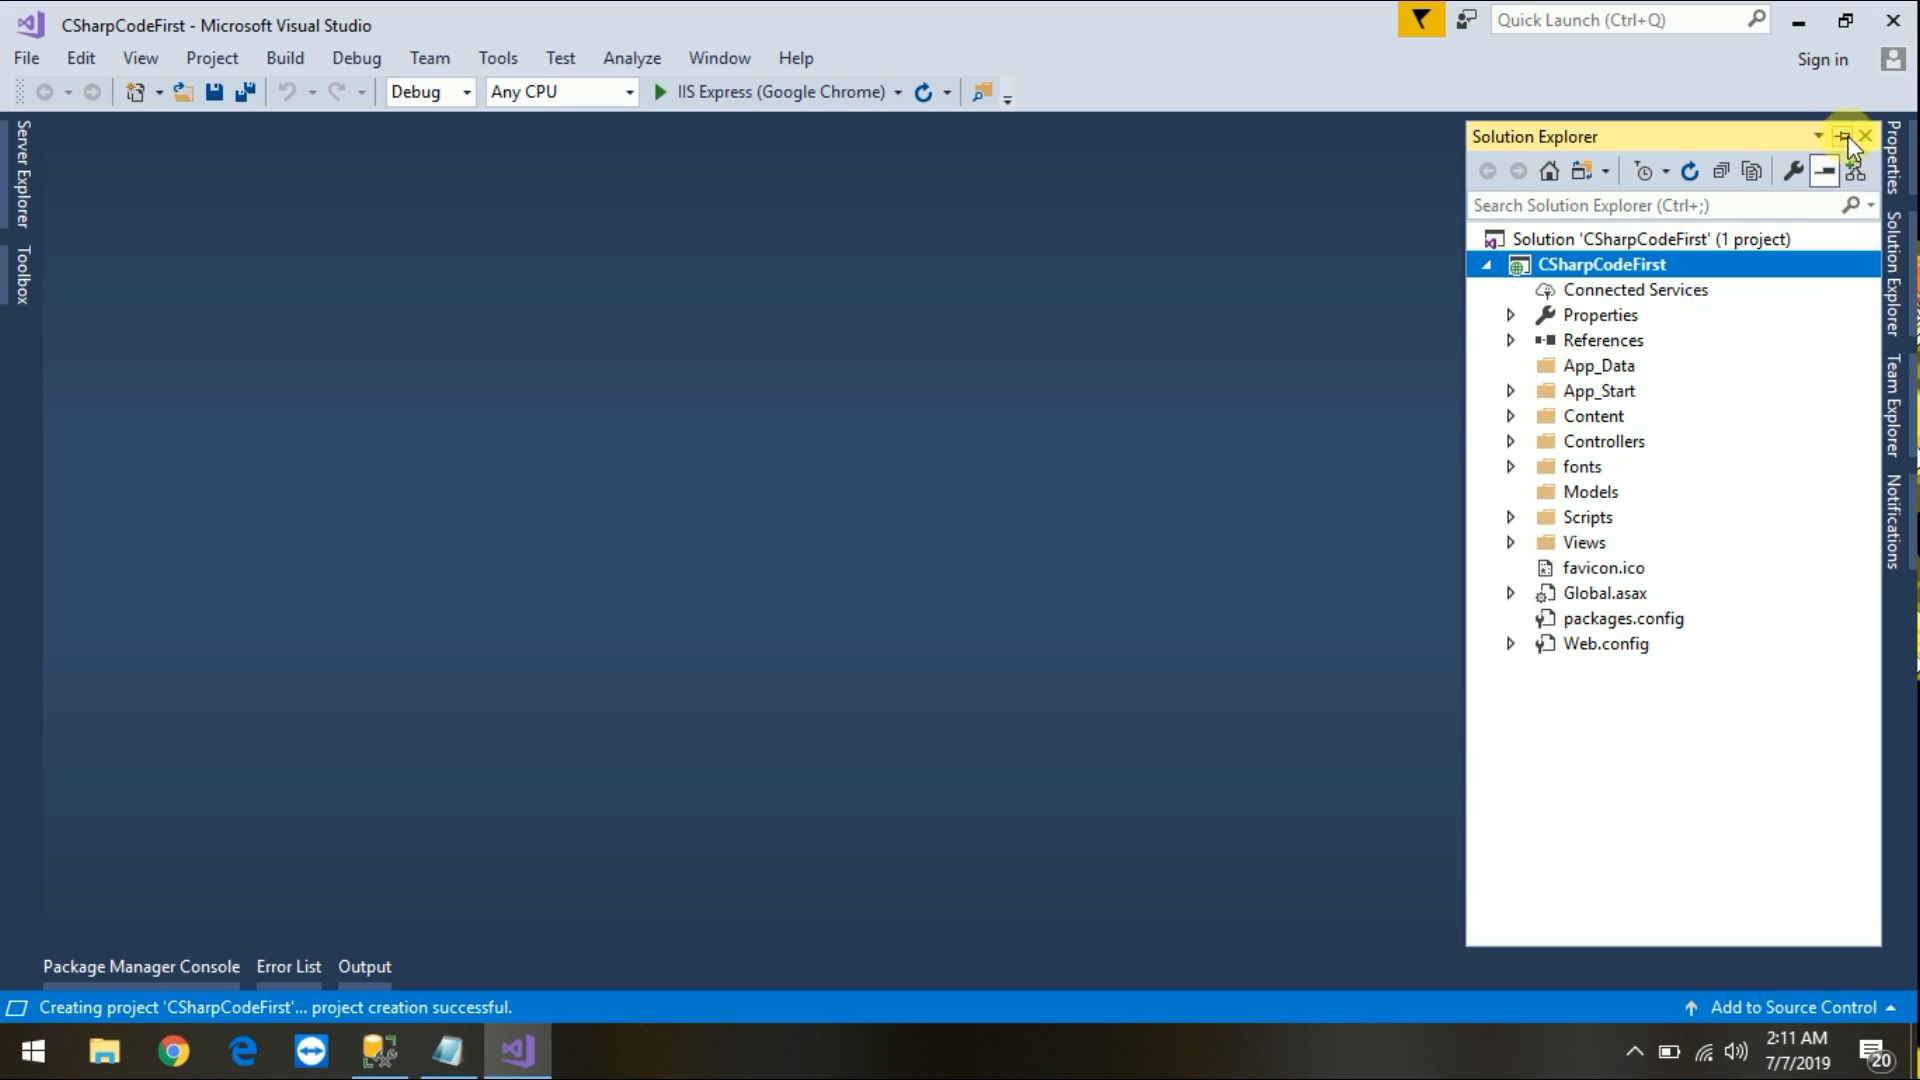 CSharpCodeFirst - Microsoft Visual Studio
Quick Launch (Ctrl+Q)
File Edit View Project Build Debug Team Tools Test Analyze Window Help
Sign in
Debug Any CPU IIS Express (Google Chrome)
Server Explorer
Toolbox
Solution Explorer
Search Solution Explorer (Ctrl+;)
Solution 'CSharpCodeFirst' (1 project)
CSharpCodeFirst
Connected Services
Properties
References
App_Data
App_Start
Content
Controllers
fonts
Models
Scripts
Views
favicon.ico
Global.asax
packages.config
Web.config
Properties
Solution Explorer
Team Explorer
Notifications
Package Manager Console Error List Output
Creating project 'CSharpCodeFirst'... project creation successful.
Add to Source Control
2:11 AM
7/7/2019
20